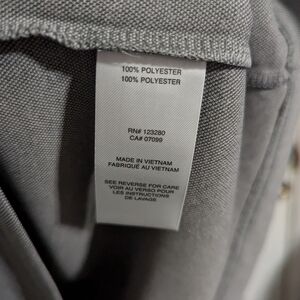 100% POLYESTER
100% POLYESTER
RN# 123280
CA# 07099
MADE IN VIETNAM
FABRIQUÉ AU VIETNAM
SEE REVERSE FOR CARE
VOIR AU VERSO POUR
LES INSTRUCTIONS
DE LAVAGE